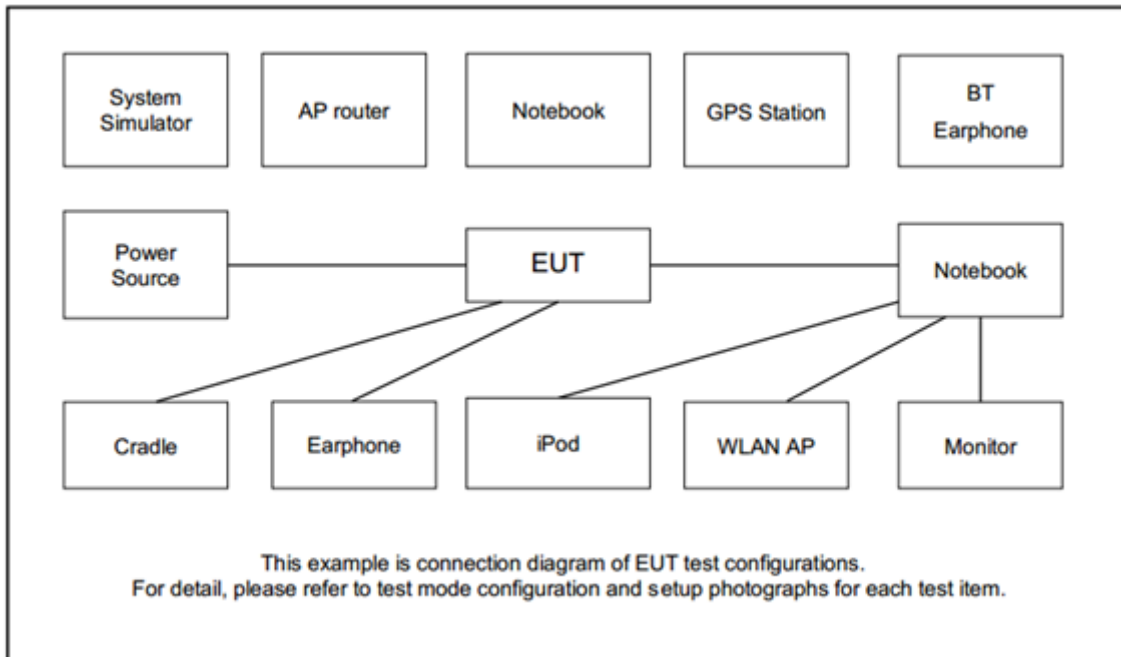 System
Simulator
AP router
Notebook
GPS Station
BT
Earphone
Power
Source
EUT
Notebook
Cradle
Earphone
iPod
WLAN AP
Monitor
This example is connection diagram of EUT test configurations.
For detail, please refer to test mode configuration and setup photographs for each test item.